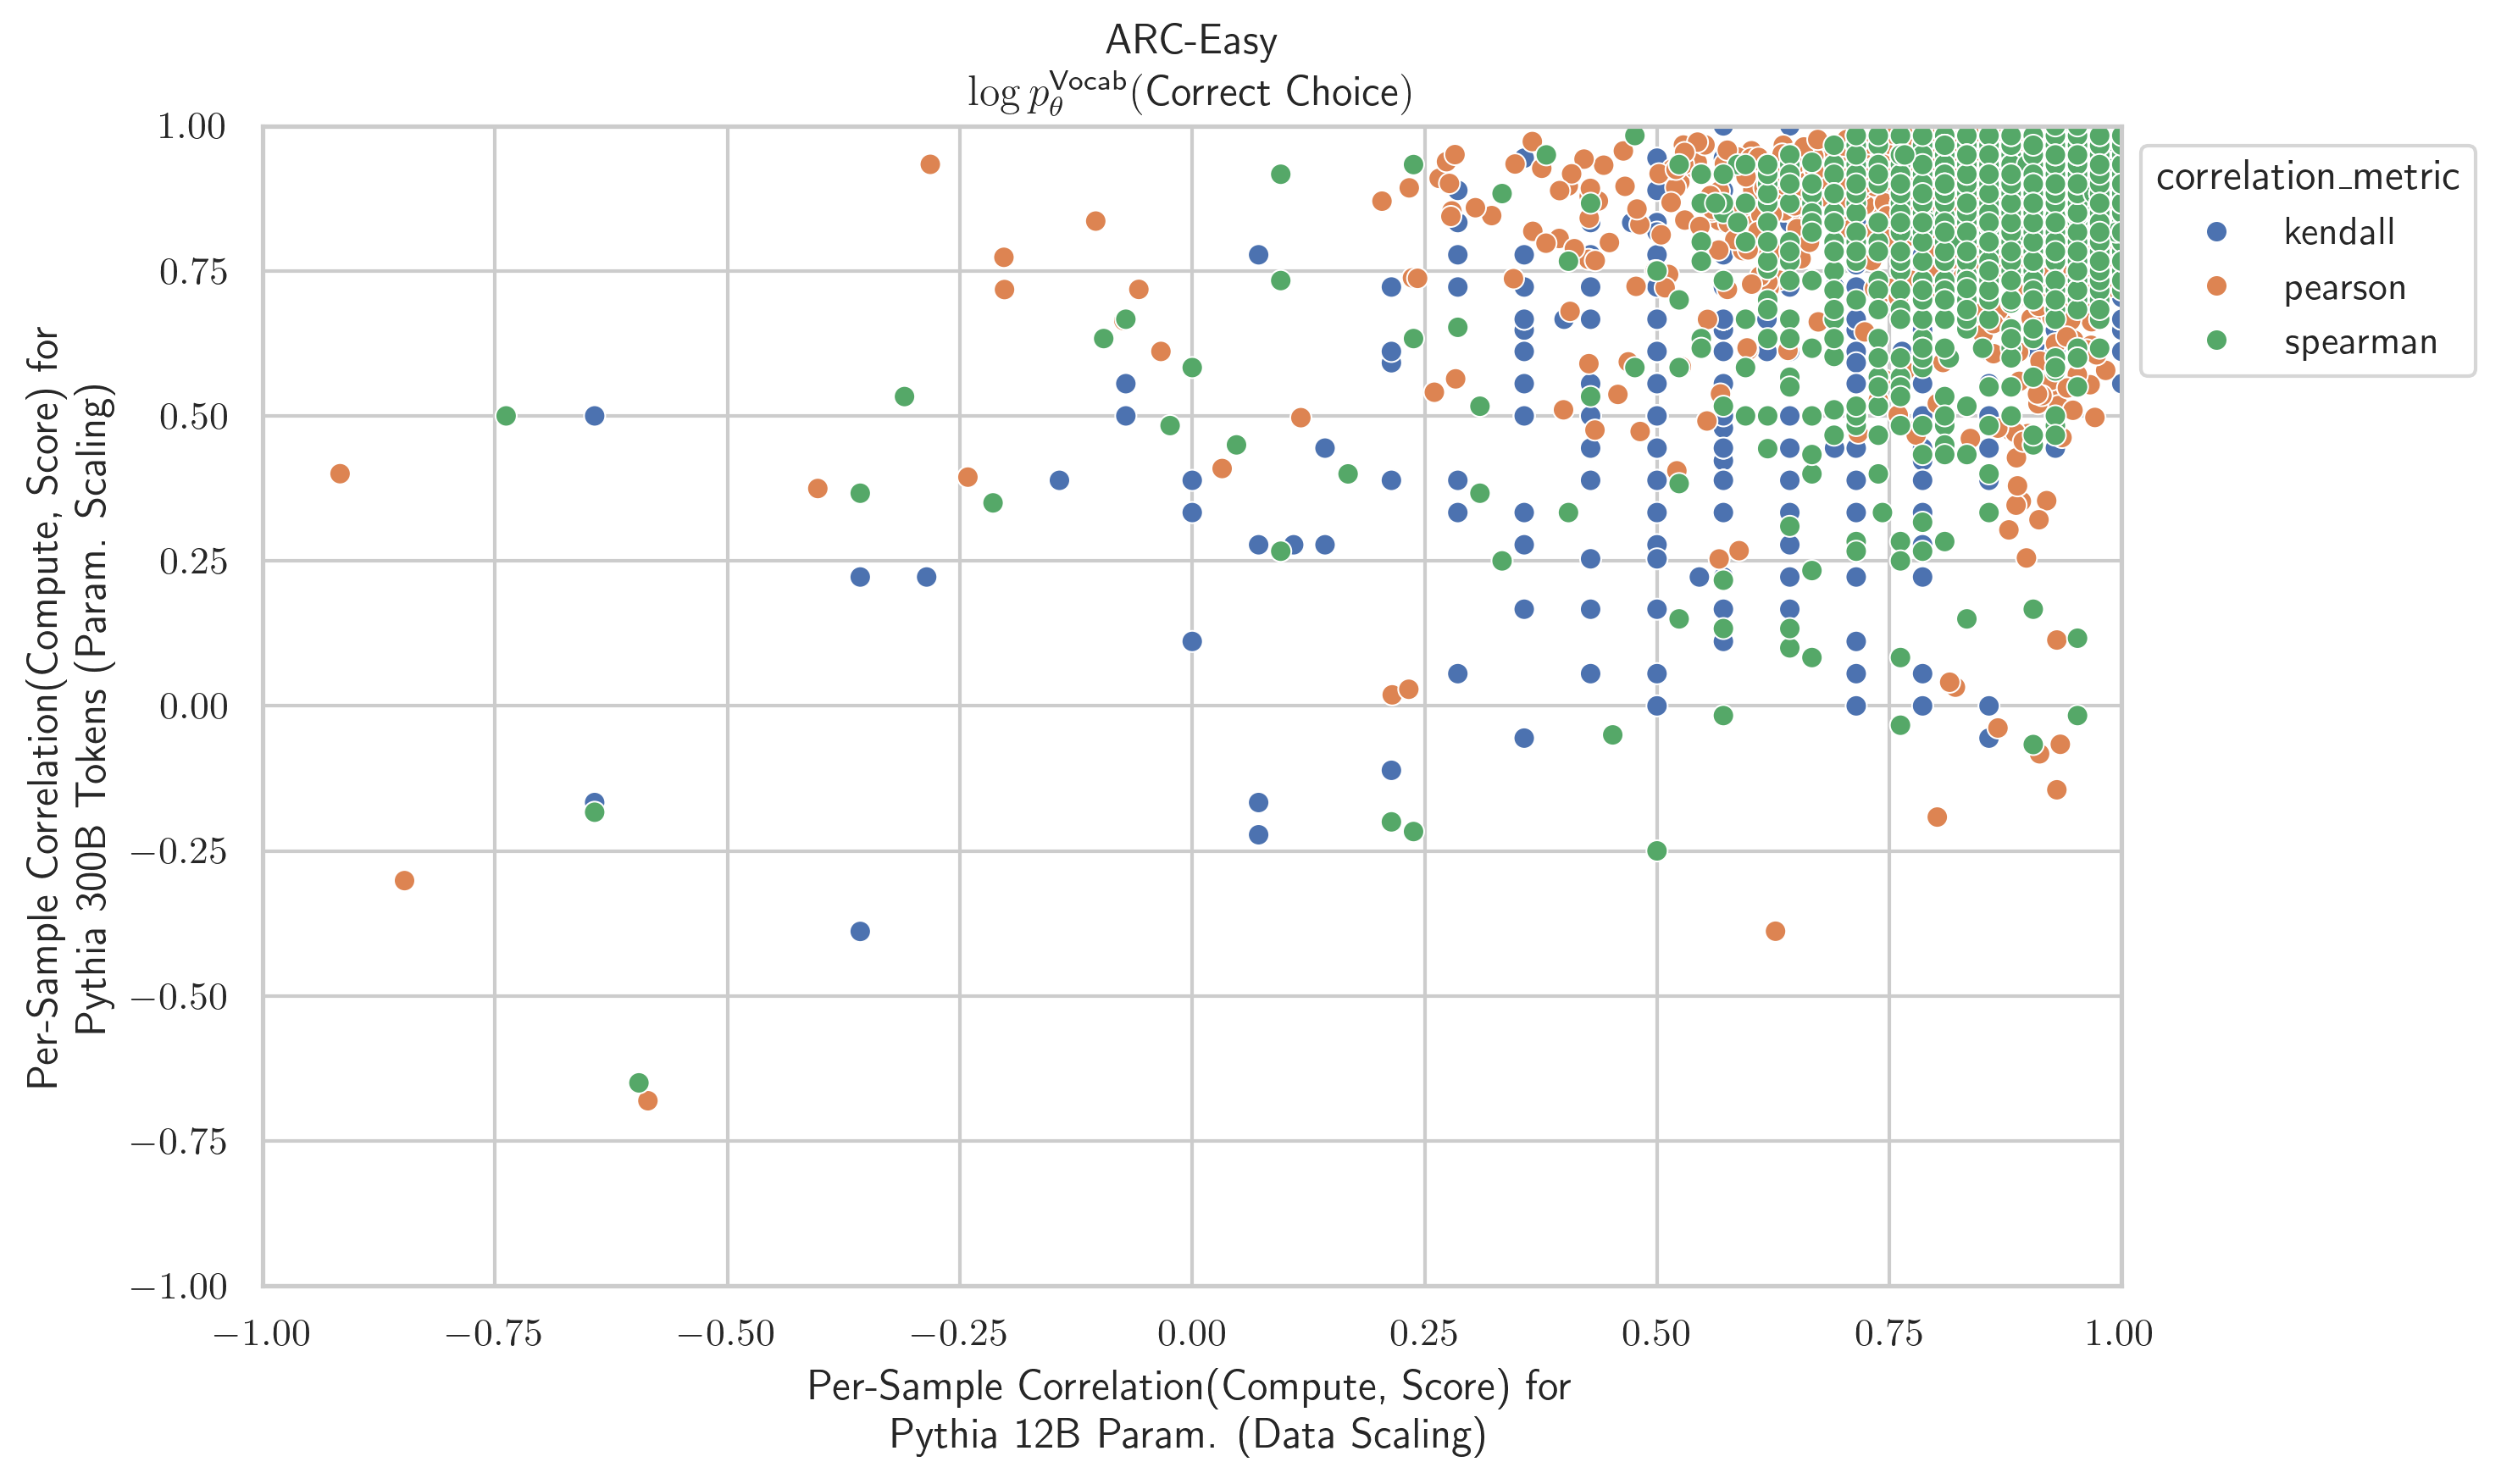 ARC-Easy
log p_θ^Vocab(Correct Choice)
Per-Sample Correlation(Compute, Score) for
Pythia 300B Tokens (Param. Scaling)
1.00
0.75
0.50
0.25
0.00
−0.25
−0.50
−0.75
−1.00
−1.00 −0.75 −0.50 −0.25 0.00 0.25 0.50 0.75 1.00
Per-Sample Correlation(Compute, Score) for
Pythia 12B Param. (Data Scaling)
correlation_metric
kendall
pearson
spearman